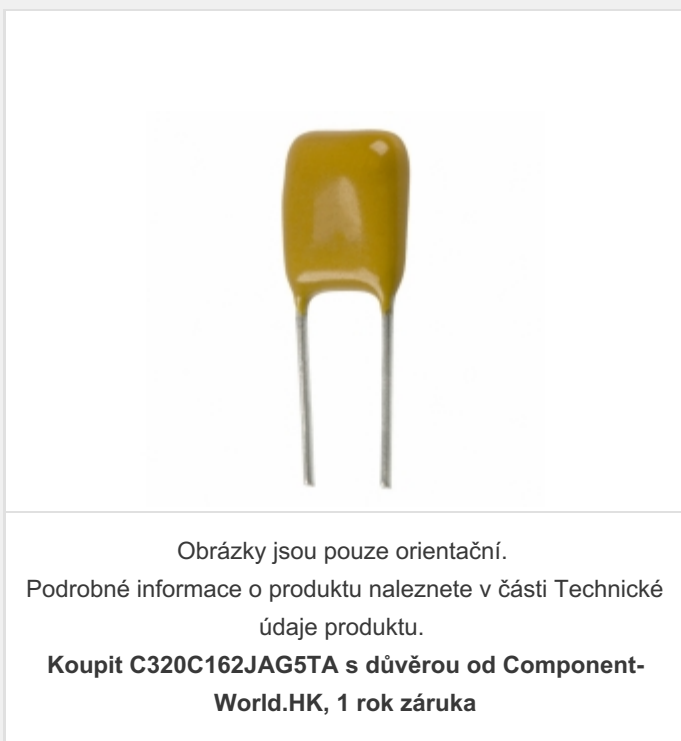 Obrázky jsou pouze orientační.
Podrobné informace o produktu naleznete v části Technické
údaje produktu.
Koupit C320C162JAG5TA s důvěrou od Component-
World.HK, 1 rok záruka